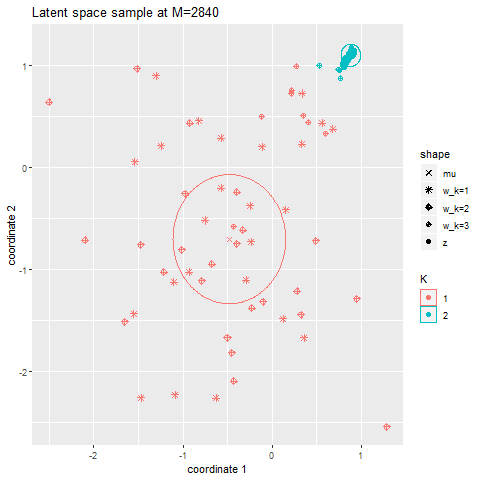 Latent space sample at M=2840
coordinate 2
1
0
-1
-2
-2
-1
0
1
coordinate 1
shape
mu
w_k=1
w_k=2
w_k=3
z
K
1
2